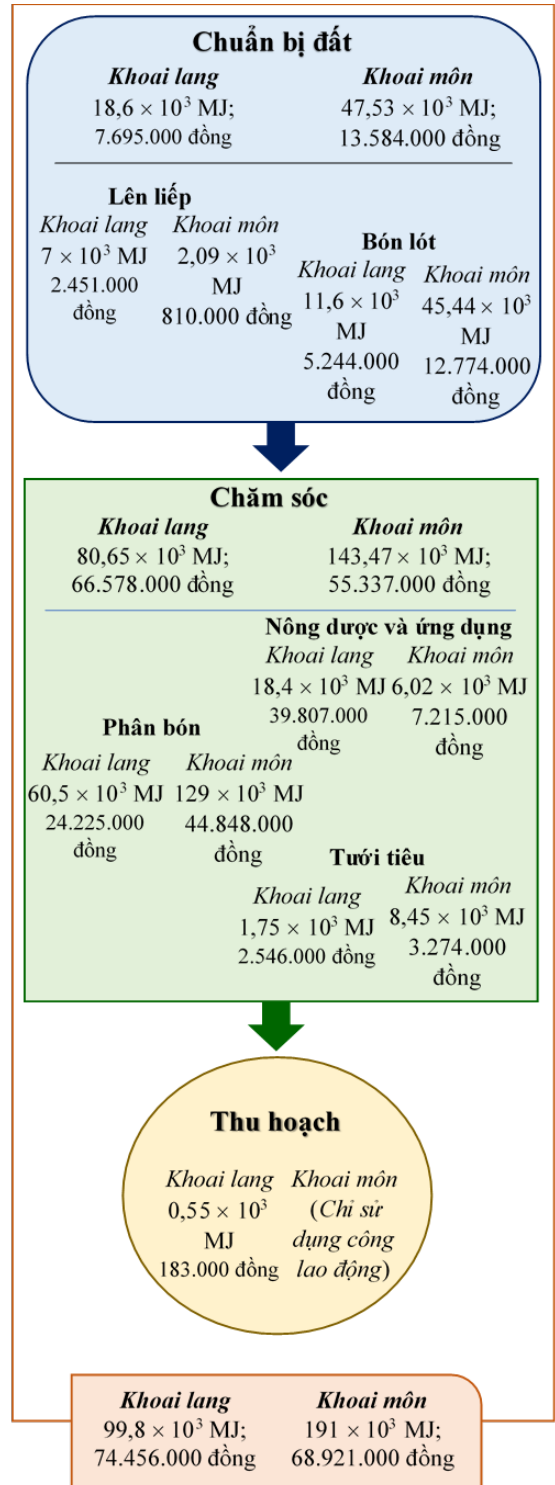 Chuẩn bị đất
Khoai lang
18,6 × 10³ MJ;
7.695.000 đồng
Khoai môn
47,53 × 10³ MJ;
13.584.000 đồng
Lên liếp
Khoai lang
7 × 10³ MJ
2.451.000
đồng
Khoai môn
2,09 × 10³
MJ
810.000 đồng
Bón lót
Khoai lang
11,6 × 10³
MJ
5.244.000
đồng
Khoai môn
45,44 × 10³
MJ
12.774.000
đồng
Chăm sóc
Khoai lang
80,65 × 10³ MJ;
66.578.000 đồng
Khoai môn
143,47 × 10³ MJ;
55.337.000 đồng
Nông dược và ứng dụng
Khoai lang
18,4 × 10³ MJ
39.807.000
đồng
Khoai môn
6,02 × 10³ MJ
7.215.000
đồng
Phân bón
Khoai lang
60,5 × 10³ MJ
24.225.000
đồng
Khoai môn
129 × 10³ MJ
44.848.000
đồng
Tưới tiêu
Khoai lang
1,75 × 10³ MJ
2.546.000 đồng
Khoai môn
8,45 × 10³ MJ
3.274.000
đồng
Thu hoạch
Khoai lang
0,55 × 10³
MJ
183.000 đồng
Khoai môn
(Chỉ sử
dụng công
lao động)
Khoai lang
99,8 × 10³ MJ;
74.456.000 đồng
Khoai môn
191 × 10³ MJ;
68.921.000 đồng